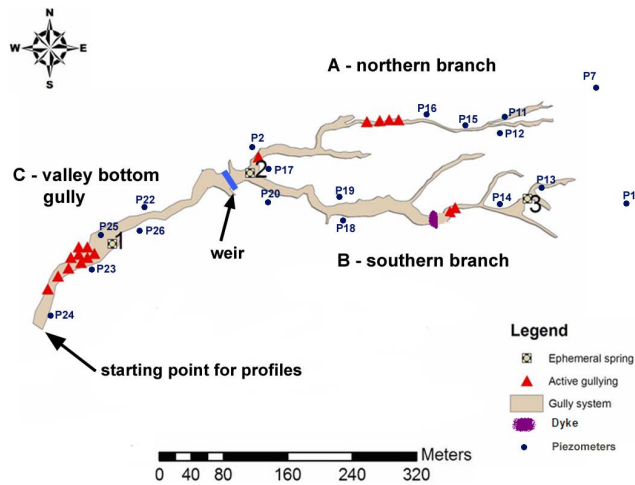 N
W E
S
A - northern branch
P7
P16
P11
P15
P12
P2
2
P17
C - valley bottom
gully
P13
P19
P14
3
P1
P22
P20
P25
1
P26
P18
weir
B - southern branch
P23
P24
starting point for profiles
Legend
Ephemeral spring
Active gullying
Gully system
Dyke
Piezometers
Meters
0 40 80 160 240 320